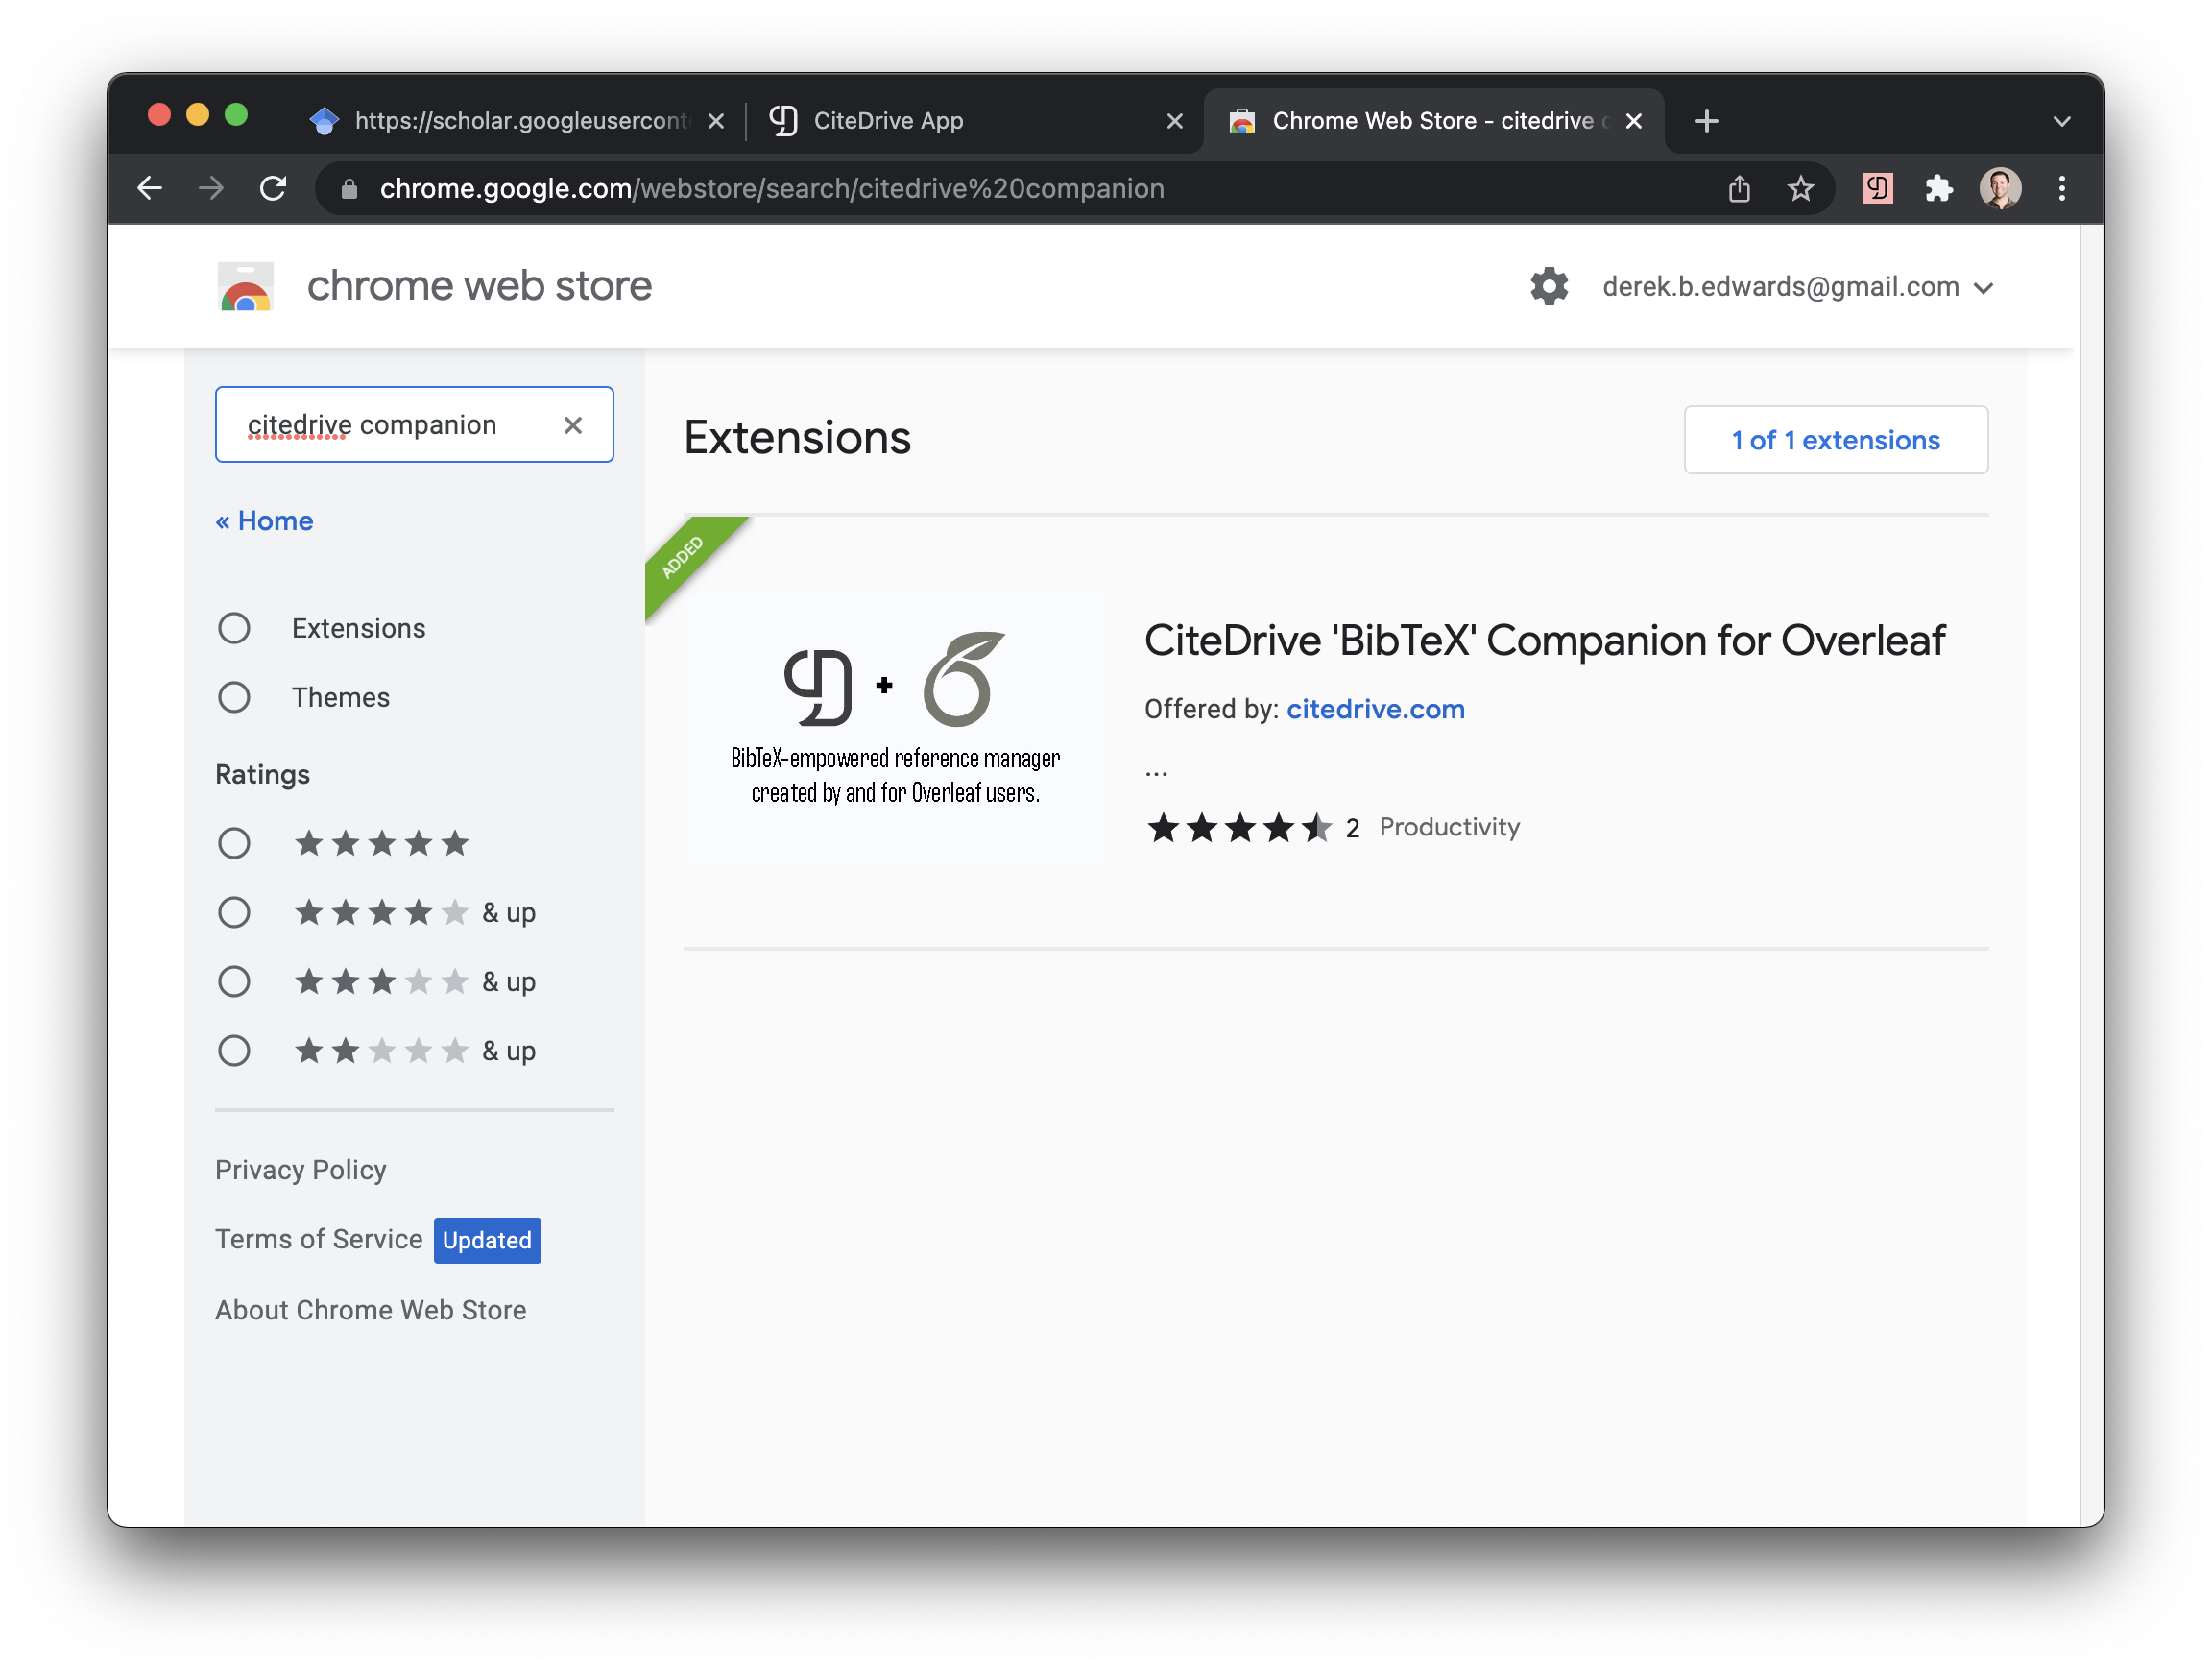 https://scholar.googleusercont
CiteDrive App
Chrome Web Store - citedrive c
chrome.google.com/webstore/search/citedrive%20companion
chrome web store
derek.b.edwards@gmail.com
citedrive companion
« Home
Extensions
Themes
Ratings
& up
& up
& up
Privacy Policy
Terms of Service Updated
About Chrome Web Store
Extensions
1 of 1 extensions
ADDED
BibTeX-empowered reference manager
created by and for Overleaf users.
CiteDrive 'BibTeX' Companion for Overleaf
Offered by: citedrive.com
...
2 Productivity